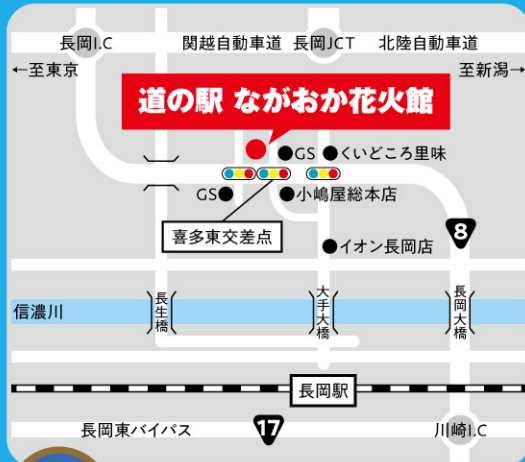 長岡I.C
関越自動車道
長岡JCT
北陸自動車道
←至東京
至新潟→
道の駅 ながおか花火館
GS
くいどころ里味
GS
小嶋屋総本店
喜多東交差点
8
イオン長岡店
信濃川
長生橋
大手大橋
長岡大橋
長岡駅
長岡東バイパス
17
川崎I.C